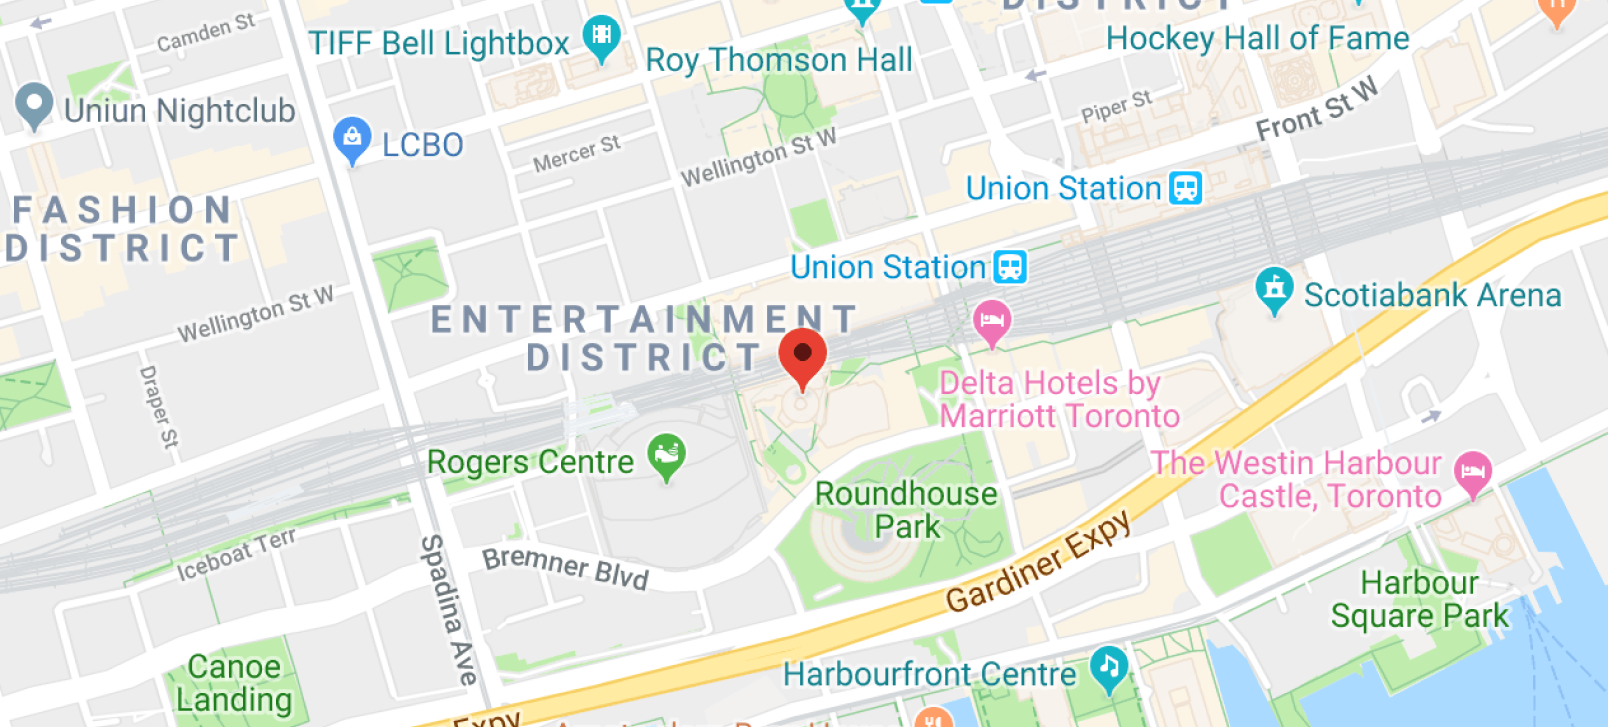 DISTRICT
Camden St
TIFF Bell Lightbox
Roy Thomson Hall
Hockey Hall of Fame
Uniun Nightclub
LCBO
Piper St
Front St W
Mercer St
Wellington St W
Union Station
FASHION
DISTRICT
Union Station
Scotiabank Arena
Wellington St W
ENTERTAINMENT
DISTRICT
Draper St
Delta Hotels by
Marriott Toronto
Rogers Centre
The Westin Harbour
Castle, Toronto
Roundhouse
Park
Iceboat Terr
Spadina Ave
Bremner Blvd
Gardiner Expy
Harbour
Square Park
Canoe
Landing
Harbourfront Centre
Expy